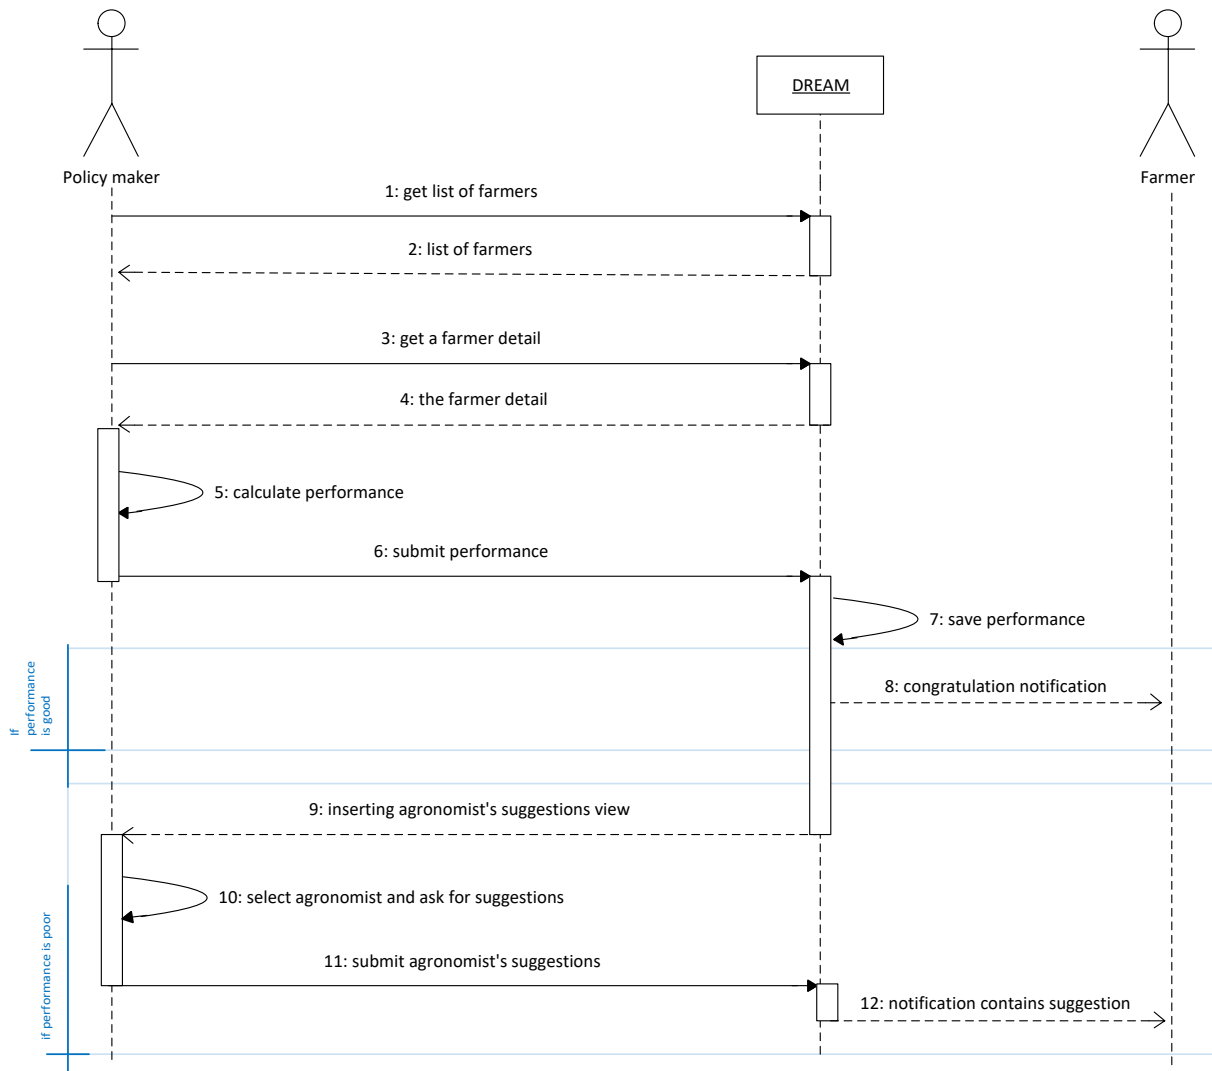 DREAM
Policy maker
Farmer
1: get list of farmers
2: list of farmers
3: get a farmer detail
4: the farmer detail
5: calculate performance
6: submit performance
7: save performance
If
performance
is good
8: congratulation notification
9: inserting agronomist's suggestions view
10: select agronomist and ask for suggestions
if performance is poor
11: submit agronomist's suggestions
12: notification contains suggestion